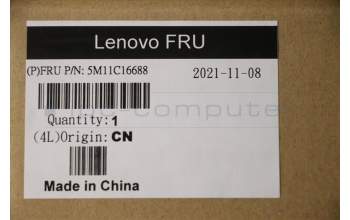 Lenovo FRU
(P)FRU P/N: 5M11C16688 2021-11-08
Quantity: 1
(4L)Origin: CN
Made in China